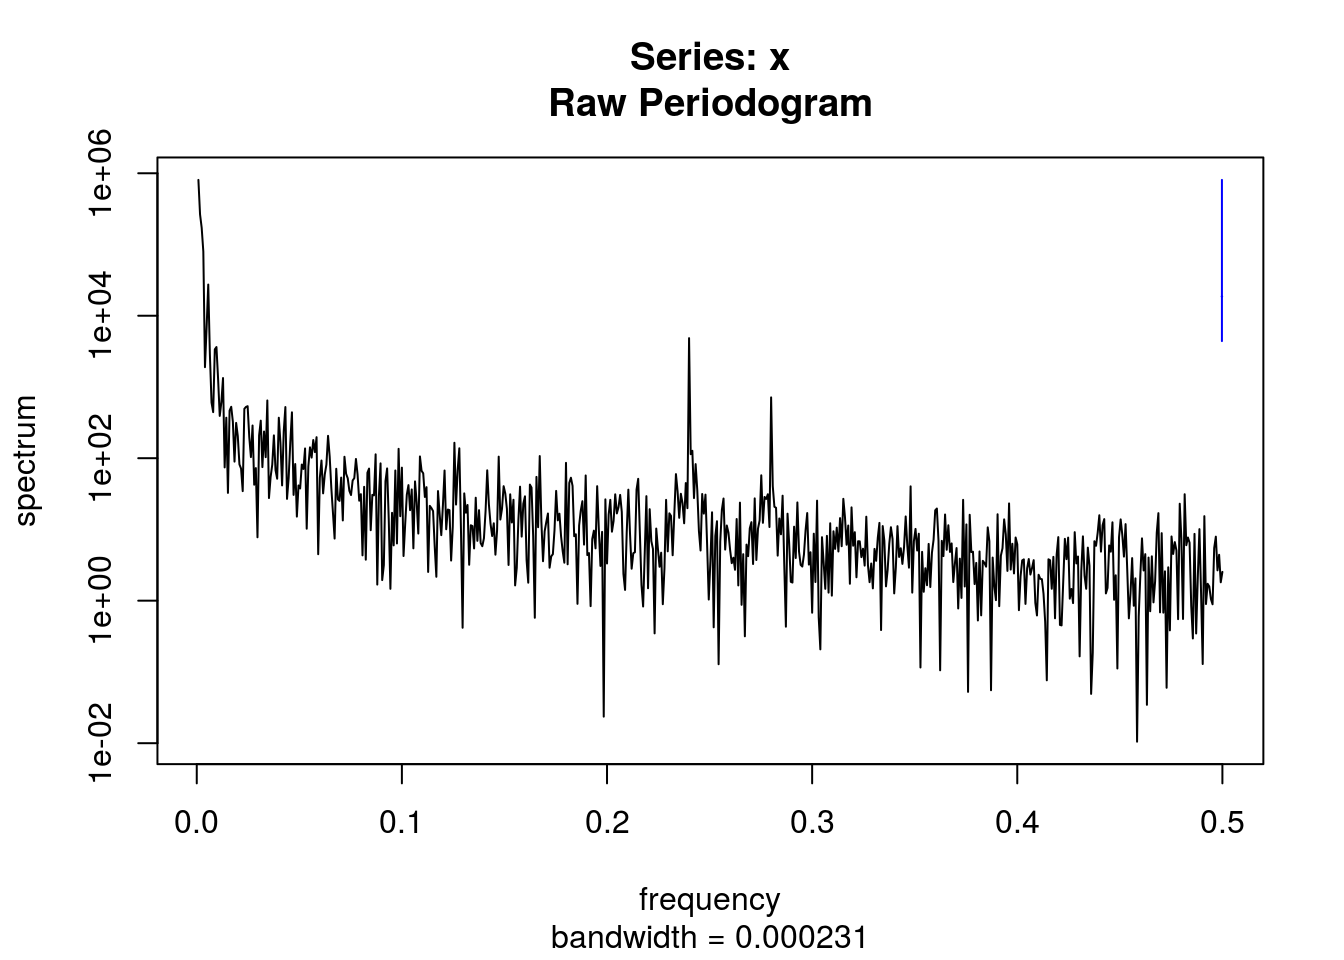 Series: x
Raw Periodogram
spectrum
1e+06
1e+04
1e+02
1e+00
1e-02
0.0 0.1 0.2 0.3 0.4 0.5
frequency
bandwidth = 0.000231